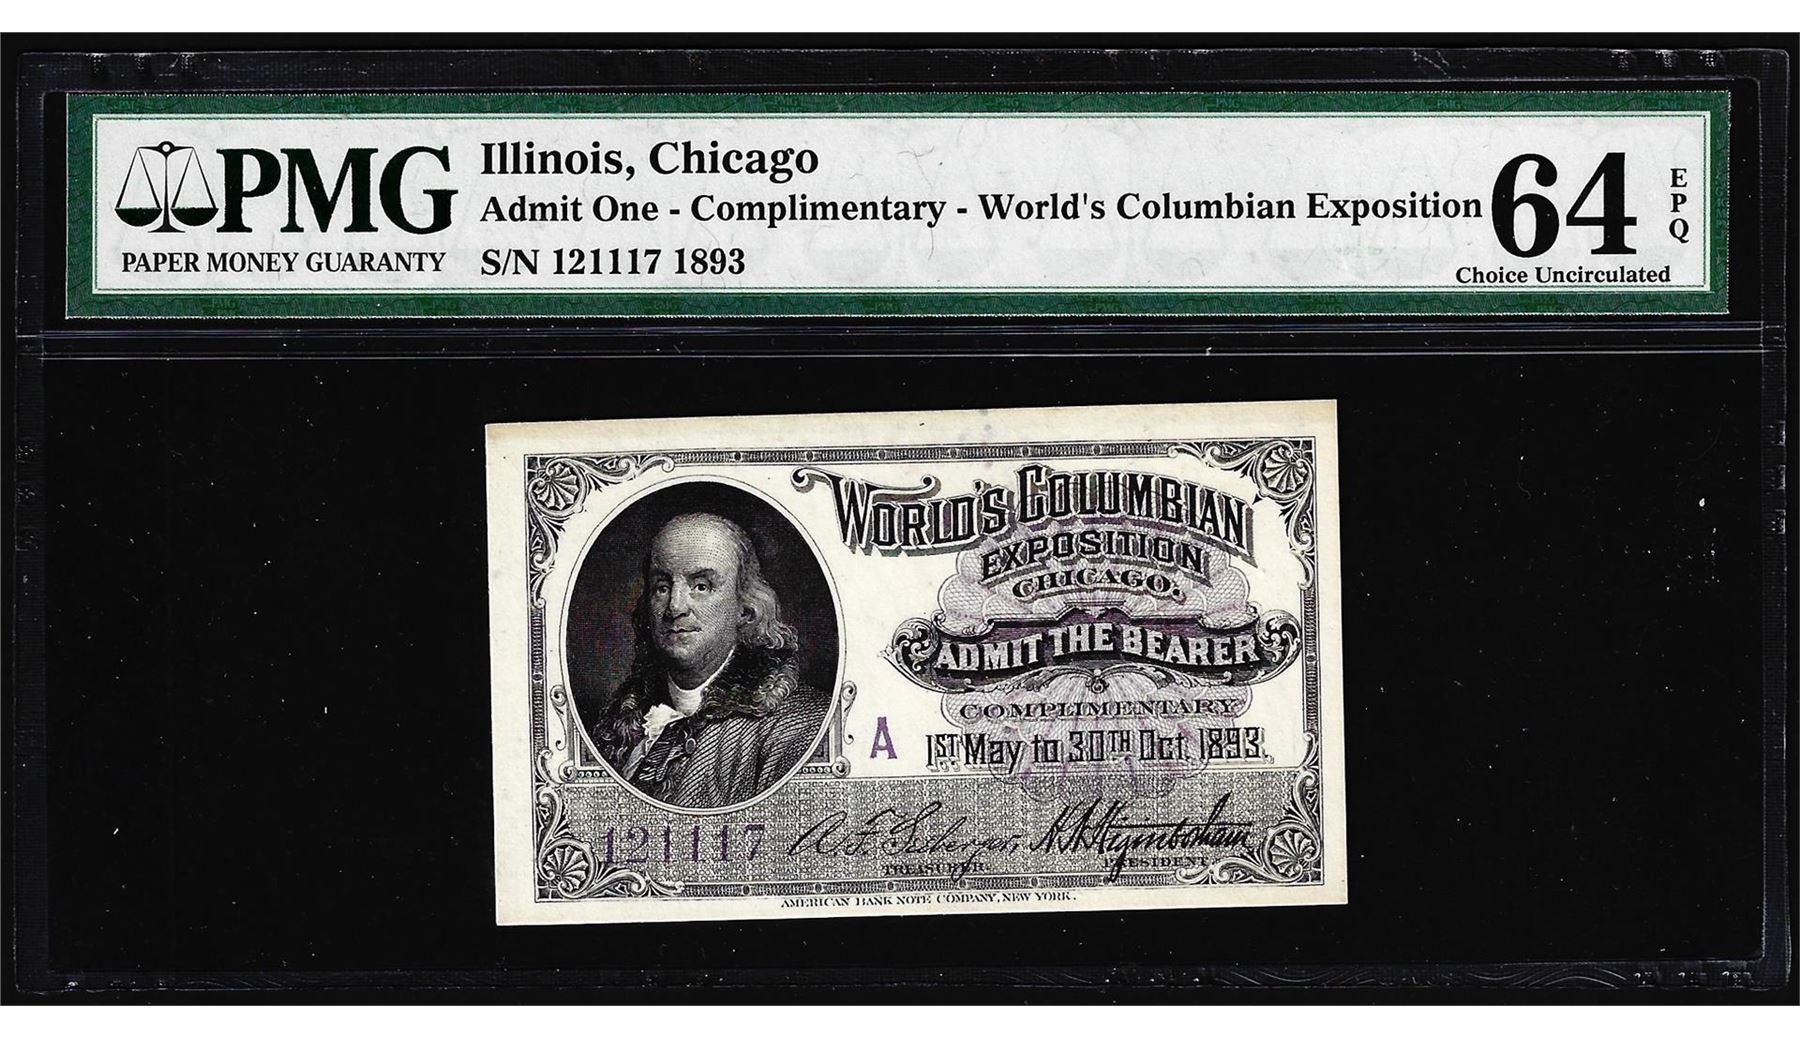 PMG
PAPER MONEY GUARANTY
Illinois, Chicago
Admit One - Complimentary - World's Columbian Exposition
S/N 121117 1893
64
EPQ
Choice Uncirculated
WORLD'S COLUMBIAN
EXPOSITION
CHICAGO.
ADMIT THE BEARER
COMPLIMENTARY
A
1ST May to 30TH Oct. 1893.
121117
A. F. Seeberger
TREASURER.
H. N. Higinbotham
PRESIDENT
AMERICAN BANK NOTE COMPANY, NEW YORK.